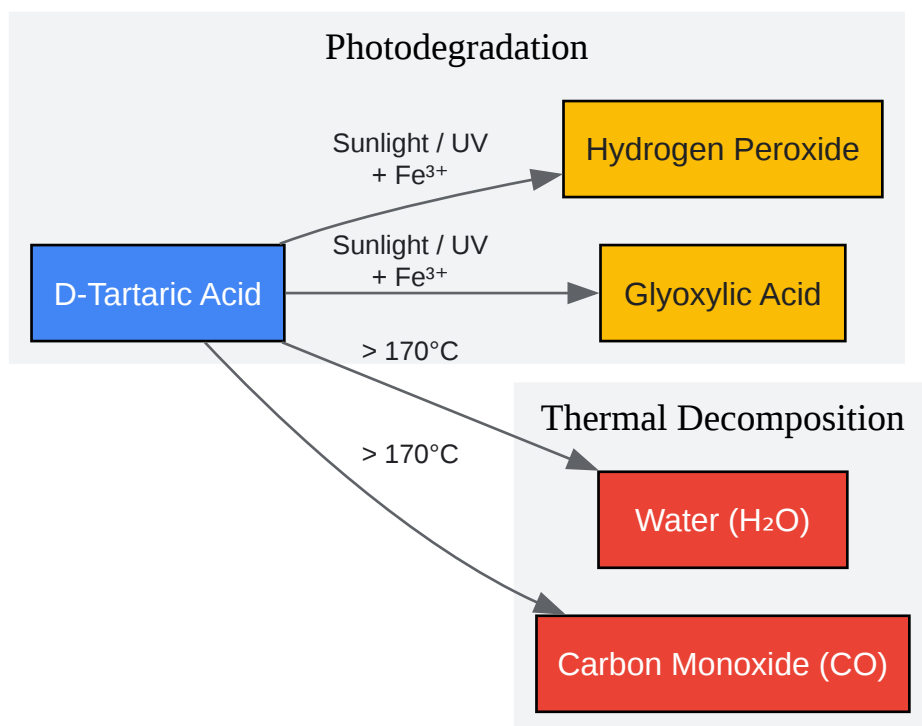 Photodegradation
Sunlight / UV
+ Fe³⁺
Hydrogen Peroxide
Sunlight / UV
+ Fe³⁺
D-Tartaric Acid
Glyoxylic Acid
> 170°C
Thermal Decomposition
> 170°C
Water (H₂O)
Carbon Monoxide (CO)